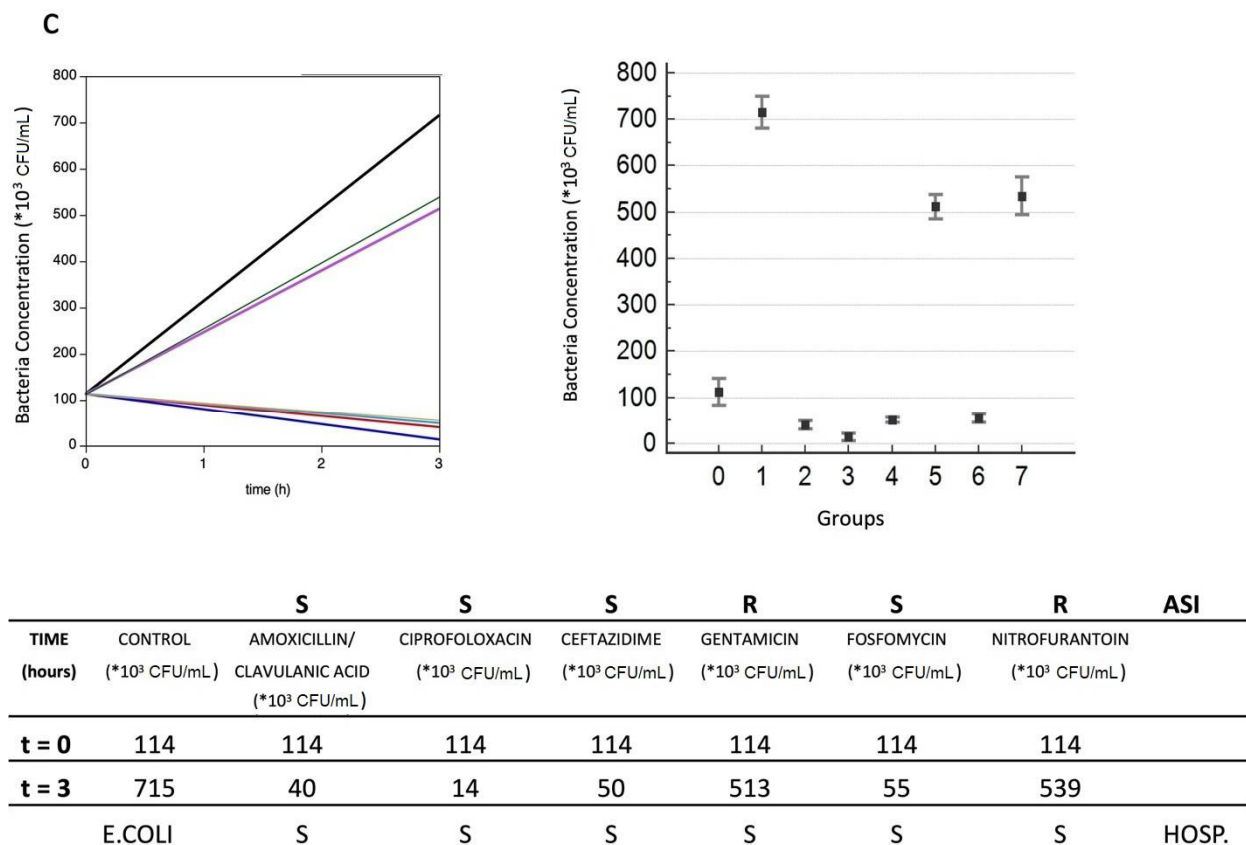 C
Bacteria Concentration (*10³ CFU/mL)
800
700
600
500
400
300
200
100
0
0 1 2 3
time (h)
Bacteria Concentration (*10³ CFU/mL)
800
700
600
500
400
300
200
100
0
0 1 2 3 4 5 6 7
Groups
S S S R S R ASI
TIME CONTROL AMOXICILLIN/ CIPROFOLOXACIN CEFTAZIDIME GENTAMICIN FOSFOMYCIN NITROFURANTOIN
(hours) (*10³ CFU/mL) CLAVULANIC ACID (*10³ CFU/mL) (*10³ CFU/mL) (*10³ CFU/mL) (*10³ CFU/mL) (*10³ CFU/mL)
(*10³ CFU/mL)
t = 0 114 114 114 114 114 114 114
t = 3 715 40 14 50 513 55 539
E.COLI S S S S S S HOSP.